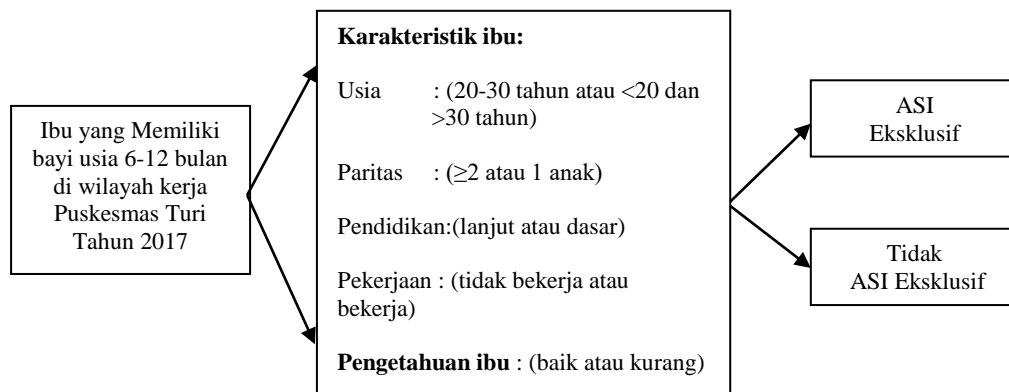 Ibu yang Memiliki
bayi usia 6-12 bulan
di wilayah kerja
Puskesmas Turi
Tahun 2017
Karakteristik ibu:
Usia : (20-30 tahun atau <20 dan
>30 tahun)
Paritas : (≥2 atau 1 anak)
Pendidikan:(lanjut atau dasar)
Pekerjaan : (tidak bekerja atau
bekerja)
Pengetahuan ibu : (baik atau kurang)
ASI
Eksklusif
Tidak
ASI Eksklusif